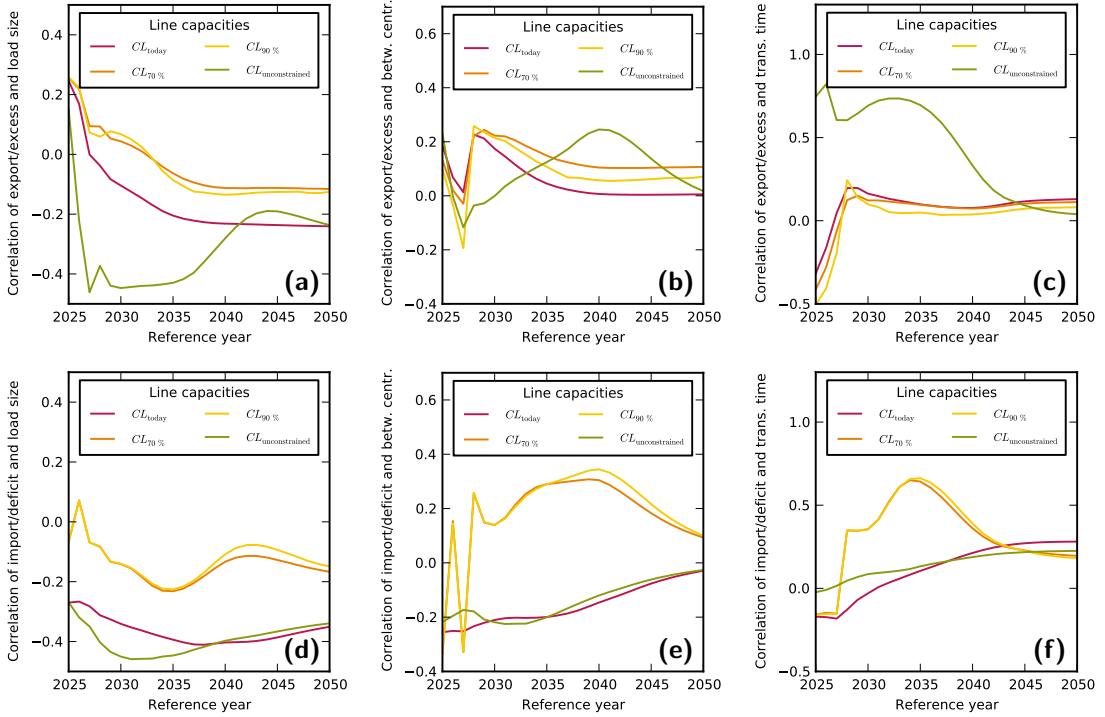 Correlation of export/excess and load size
0.4
0.2
0.0
−0.2
−0.4
Line capacities
CL_today
CL_90 %
CL_70 %
CL_unconstrained
(a)
2025 2030 2035 2040 2045 2050
Reference year
Correlation of export/excess and betw. centr.
0.6
0.4
0.2
0.0
−0.2
−0.4
Line capacities
CL_today
CL_90 %
CL_70 %
CL_unconstrained
(b)
2025 2030 2035 2040 2045 2050
Reference year
Correlation of export/excess and trans. time
1.0
0.5
0.0
−0.5
Line capacities
CL_today
CL_90 %
CL_70 %
CL_unconstrained
(c)
2025 2030 2035 2040 2045 2050
Reference year
Correlation of import/deficit and load size
0.4
0.2
0.0
−0.2
−0.4
Line capacities
CL_today
CL_90 %
CL_70 %
CL_unconstrained
(d)
2025 2030 2035 2040 2045 2050
Reference year
Correlation of import/deficit and betw. centr.
0.6
0.4
0.2
0.0
−0.2
−0.4
Line capacities
CL_today
CL_90 %
CL_70 %
CL_unconstrained
(e)
2025 2030 2035 2040 2045 2050
Reference year
Correlation of import/deficit and trans. time
1.0
0.5
0.0
−0.5
Line capacities
CL_today
CL_90 %
CL_70 %
CL_unconstrained
(f)
2025 2030 2035 2040 2045 2050
Reference year